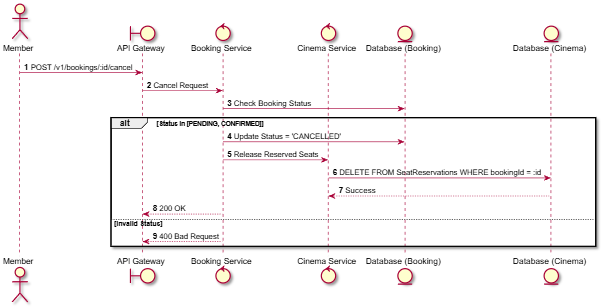 Member API Gateway Booking Service Cinema Service Database (Booking) Database (Cinema)
1 POST /v1/bookings/:id/cancel
2 Cancel Request
3 Check Booking Status
alt [ Status in [PENDING, CONFIRMED]]
4 Update Status = 'CANCELLED'
5 Release Reserved Seats
6 DELETE FROM SeatReservations WHERE bookingId = :id
7 Success
8 200 OK
[Invalid Status]
9 400 Bad Request
Member API Gateway Booking Service Cinema Service Database (Booking) Database (Cinema)